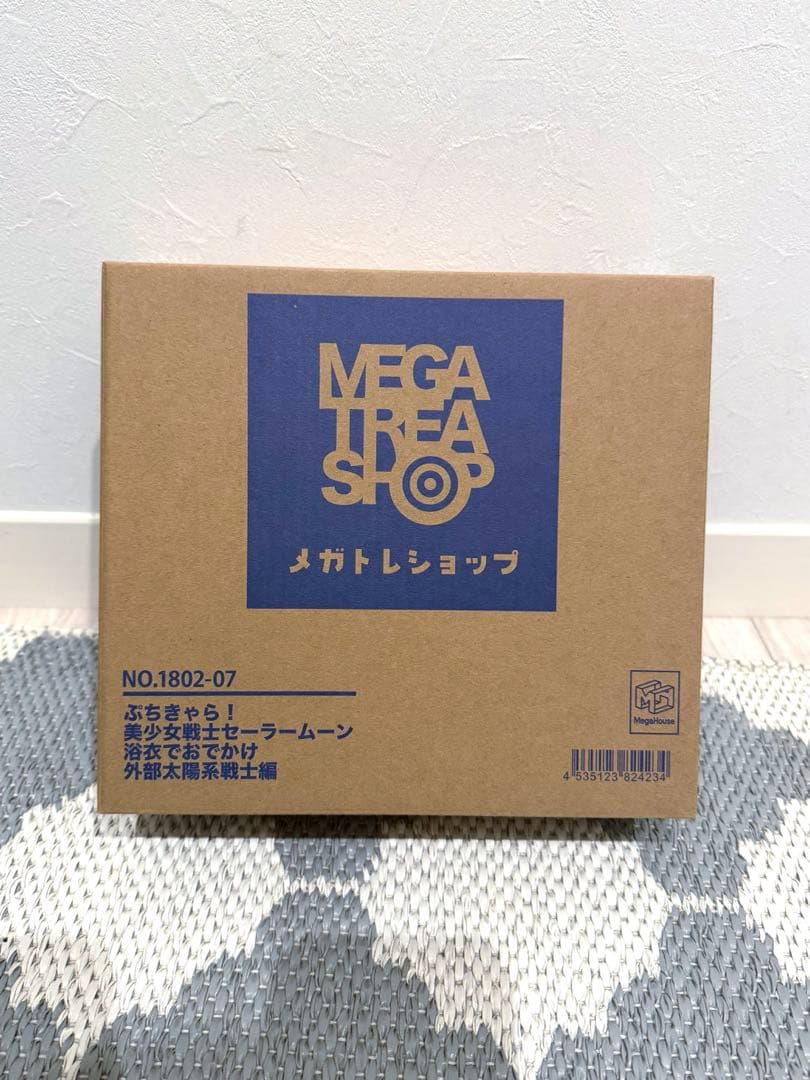 MEGA
TREA
SHOP
メガトレショップ
NO.1802-07
ぷちきゃら！
美少女戦士セーラームーン
浴衣でおでかけ
外部太陽系戦士編
MegaHouse
4 535123 824234